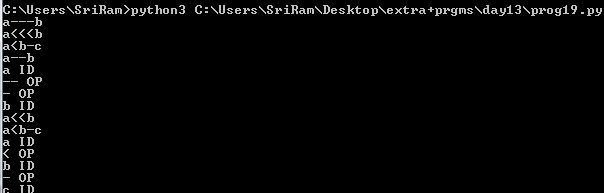 C:\Users\SriRam>python3 C:\Users\SriRam\Desktop\extra+prgms\day13\prog19.py
a---b
a<<<b
a<b-c
a--b
a ID
-- OP
- OP
b ID
a<<b
a<b-c
a ID
< OP
b ID
- OP
c ID